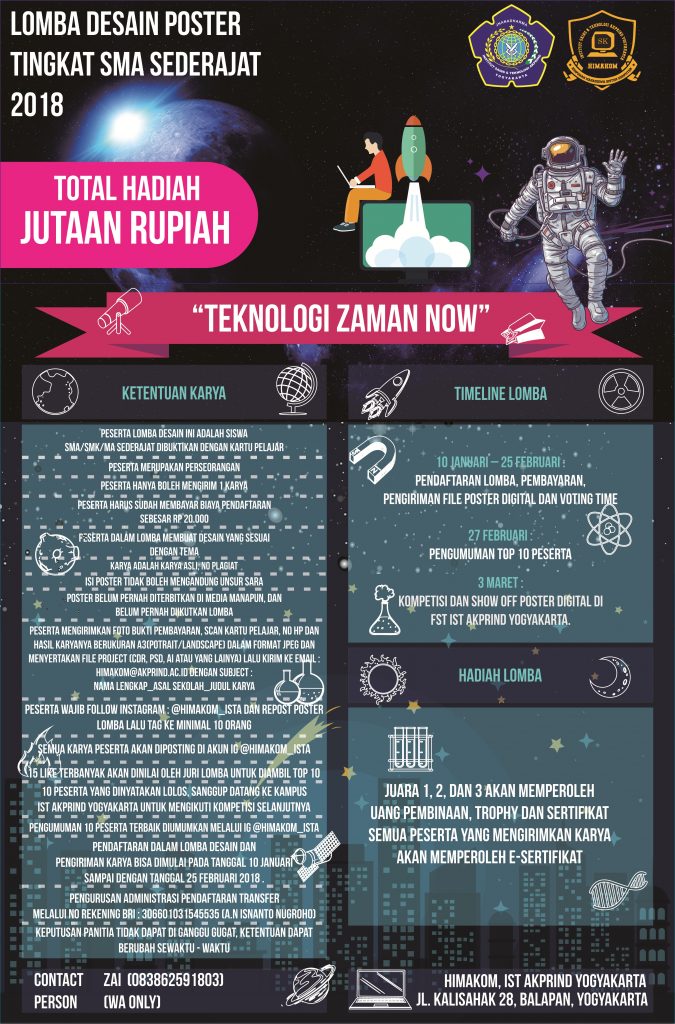 LOMBA DESAIN POSTER
TINGKAT SMA SEDERAJAT
2018
HIMAKOM
YOGYAKARTA
TOTAL HADIAH
JUTAAN RUPIAH
“TEKNOLOGI ZAMAN NOW”
KETENTUAN KARYA
PESERTA LOMBA DESAIN INI ADALAH SISWA
SMA/SMK/MA SEDERAJAT DIBUKTIKAN DENGAN KARTU PELAJAR
PESERTA MERUPAKAN PERSEORANGAN
PESERTA HANYA BOLEH MENGIRIM 1 KARYA
PESERTA HARUS SUDAH MEMBAYAR BIAYA PENDAFTARAN
SEBESAR RP 20.000
PESERTA DALAM LOMBA MEMBUAT DESAIN YANG SESUAI
DENGAN TEMA
KARYA ADALAH KARYA ASLI, NO PLAGIAT
ISI POSTER TIDAK BOLEH MENGANDUNG UNSUR SARA
POSTER BELUM PERNAH DITERBITKAN DI MEDIA MANAPUN, DAN
BELUM PERNAH DIIKUTKAN LOMBA
PESERTA MENGIRIMKAN FOTO BUKTI PEMBAYARAN, SCAN KARTU PELAJAR, NO HP DAN
HASIL KARYANYA BERUKURAN A3(POTRAIT/LANDSCAPE) DALAM FORMAT JPEG DAN
MENYERTAKAN FILE PROJECT (CDR, PSD, AI ATAU YANG LAINYA) LALU KIRIM KE EMAIL :
HIMAKOM@AKPRIND.AC.ID DENGAN SUBJECT :
NAMA LENGKAP_ASAL SEKOLAH_JUDUL KARYA
PESERTA WAJIB FOLLOW INSTAGRAM : @HIMAKOM_ISTA DAN REPOST POSTER
LOMBA LALU TAG KE MINIMAL 10 ORANG
SEMUA KARYA PESERTA AKAN DIPOSTING DI AKUN IG @HIMAKOM_ISTA
15 LIKE TERBANYAK AKAN DINILAI OLEH JURI LOMBA UNTUK DIAMBIL TOP 10
10 PESERTA YANG DINYATAKAN LOLOS, SANGGUP DATANG KE KAMPUS
IST AKPRIND YOGYAKARTA UNTUK MENGIKUTI KOMPETISI SELANJUTNYA
PENGUMUMAN 10 PESERTA TERBAIK DIUMUMKAN MELALUI IG @HIMAKOM_ISTA
PENDAFTARAN DALAM LOMBA DESAIN DAN
PENGIRIMAN KARYA BISA DIMULAI PADA TANGGAL 10 JANUARI
SAMPAI DENGAN TANGGAL 25 FEBRUARI 2018 .
PENGURUSAN ADMINISTRASI PENDAFTARAN TRANSFER
MELALUI NO REKENING BRI : 306601031545535 (A.N ISNANTO NUGROHO)
KEPUTUSAN PANITIA TIDAK DAPAT DI GANGGU GUGAT, KETENTUAN DAPAT
BERUBAH SEWAKTU - WAKTU
TIMELINE LOMBA
10 JANUARI – 25 FEBRUARI :
PENDAFTARAN LOMBA, PEMBAYARAN,
PENGIRIMAN FILE POSTER DIGITAL DAN VOTING TIME
27 FEBRUARI :
PENGUMUMAN TOP 10 PESERTA
3 MARET :
KOMPETISI DAN SHOW OFF POSTER DIGITAL DI
FST IST AKPRIND YOGYAKARTA.
HADIAH LOMBA
JUARA 1, 2, DAN 3 AKAN MEMPEROLEH
UANG PEMBINAAN, TROPHY DAN SERTIFIKAT
SEMUA PESERTA YANG MENGIRIMKAN KARYA
AKAN MEMPEROLEH E-SERTIFIKAT
CONTACT ZAI (083862591803)
PERSON (WA ONLY)
HIMAKOM, IST AKPRIND YOGYAKARTA
JL. KALISAHAK 28, BALAPAN, YOGYAKARTA